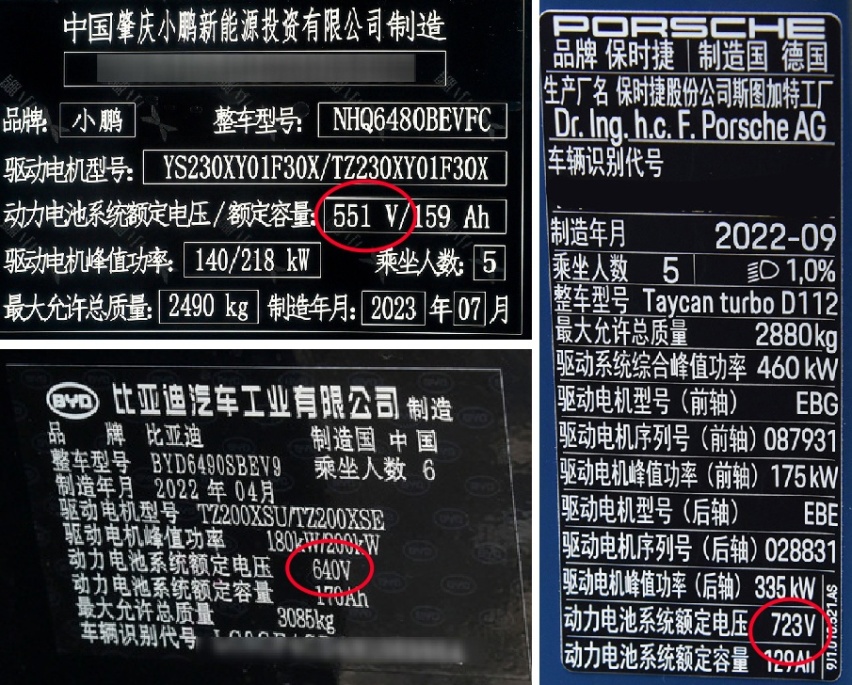 中国肇庆小鹏新能源投资有限公司制造
品牌: 小鹏 整车型号: NHQ6480BEVFC
驱动电机型号: YS230XY01F30X/TZ230XY01F30X
动力电池系统额定电压/额定容量: 551 V/159 Ah
驱动电机峰值功率: 140/218 kW 乘坐人数: 5
最大允许总质量: 2490 kg 制造年月: 2023 年 07 月
BYD 比亚迪汽车工业有限公司 制造
品 牌 比亚迪 制造国 中 国
整车型号 BYD6490SBEV9 乘坐人数 6
制造年月 2022 年 04月
驱动电机型号 TZ200XSU/TZ200XSE
驱动电机峰值功率 180kW/200kW
动力电池系统额定电压 640V
动力电池系统额定容量 170Ah
最大允许总质量 3085kg
车辆识别代号
PORSCHE
品牌 保时捷 制造国 德国
生产厂名 保时捷股份公司斯图加特工厂
Dr. Ing. h.c. F. Porsche AG
车辆识别代号
制造年月 2022-09
乘坐人数 5 1,0%
整车型号 Taycan turbo D112
最大允许总质量 2880kg
驱动系统综合峰值功率 460 kW
驱动电机型号(前轴) EBG
驱动电机序列号(前轴) 087931
驱动电机峰值功率(前轴) 175kW
驱动电机型号(后轴) EBE
驱动电机序列号(后轴) 028831
驱动电机峰值功率(后轴) 335 kW
动力电池系统额定电压 723V
动力电池系统额定容量 129Ah